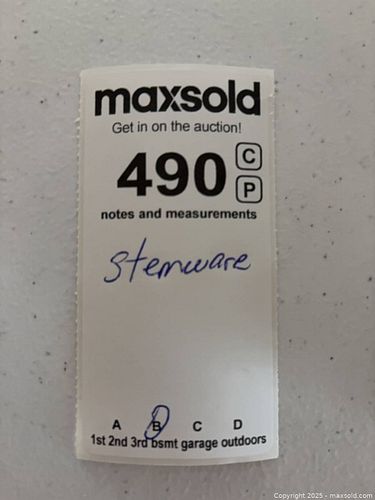 maxsold
Get in on the auction!
490 C
P
notes and measurements
Stemware
A B C D
1st 2nd 3rd bsmt garage outdoors
Copyright 2025 - maxsold.com